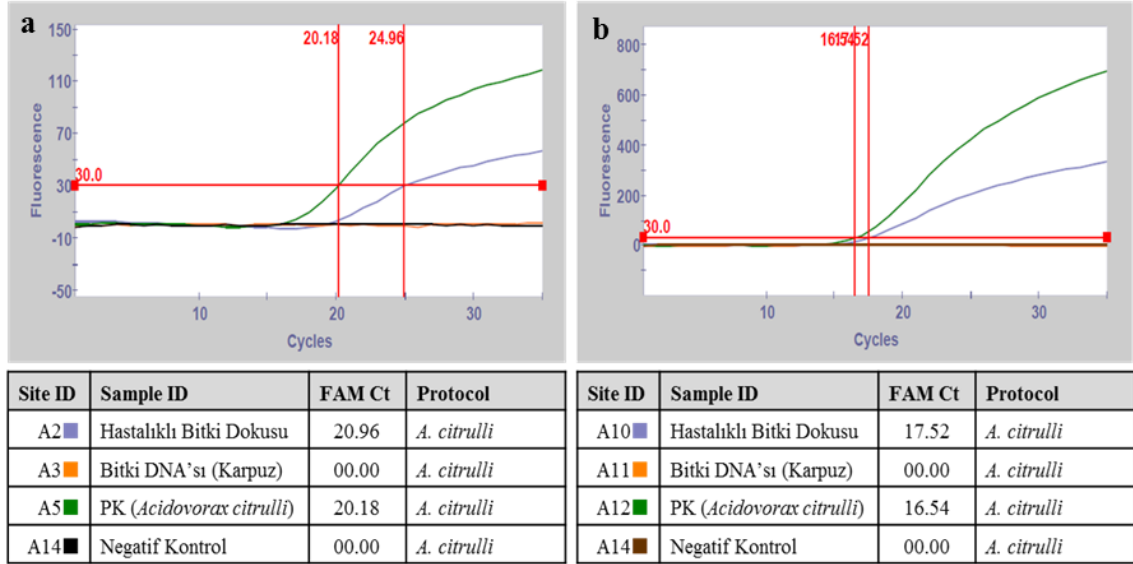 a
150
110
70
30
-10
-50
Fluorescence
20.18 24.96
30.0
10 20 30
Cycles
Site ID Sample ID FAM Ct Protocol
A2 Hastalıklı Bitki Dokusu 20.96 A. citrulli
A3 Bitki DNA’sı (Karpuz) 00.00 A. citrulli
A5 PK (Acidovorax citrulli) 20.18 A. citrulli
A14 Negatif Kontrol 00.00 A. citrulli
b
800
600
400
200
0
Fluorescence
17.52
30.0
10 20 30
Cycles
Site ID Sample ID FAM Ct Protocol
A10 Hastalıklı Bitki Dokusu 17.52 A. citrulli
A11 Bitki DNA’sı (Karpuz) 00.00 A. citrulli
A12 PK (Acidovorax citrulli) 16.54 A. citrulli
A14 Negatif Kontrol 00.00 A. citrulli